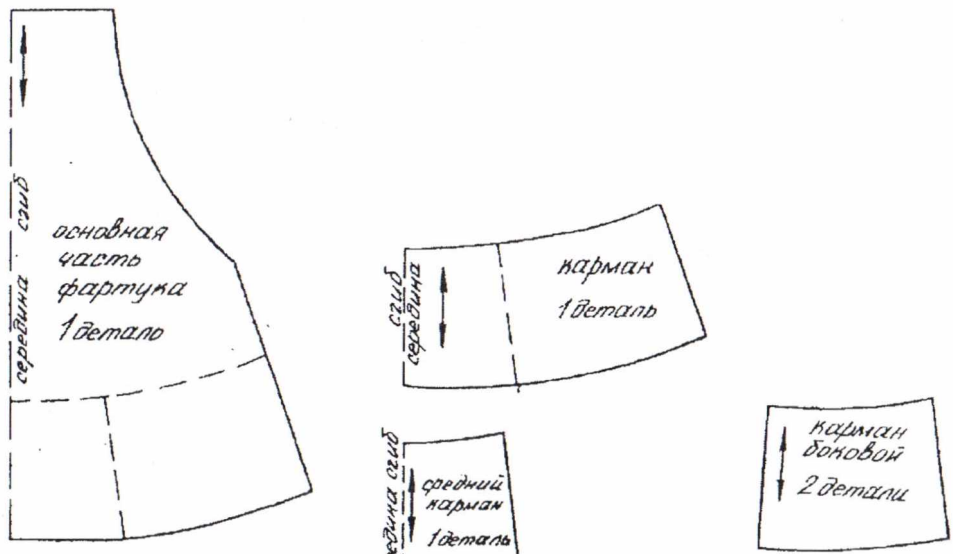 середина сгиб
основная
часть
фартука
1 деталь
сгиб
середина
карман
1 деталь
сгиб
средний
карман
1 деталь
карман
боковой
2 детали